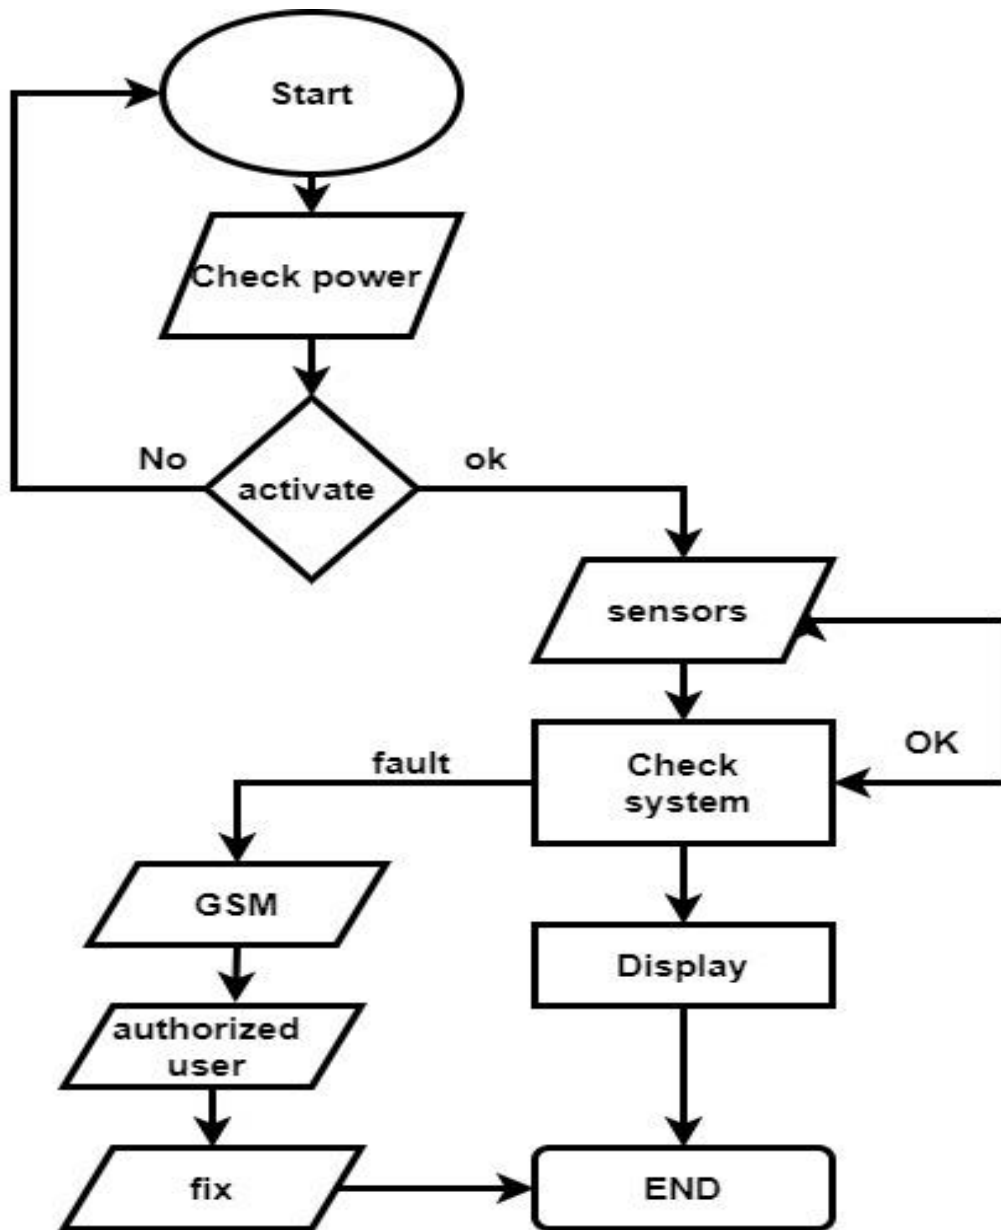 Start
Check power
No
ok
activate
sensors
OK
fault
Check
system
GSM
Display
authorized
user
fix
END